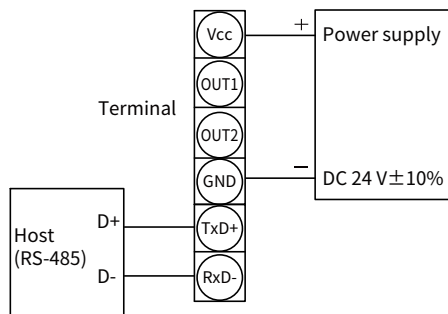 Vcc
+
Power supply
OUT1
Terminal
OUT2
GND
−
DC 24 V±10%
Host
(RS-485)
D+
TxD+
D-
RxD-